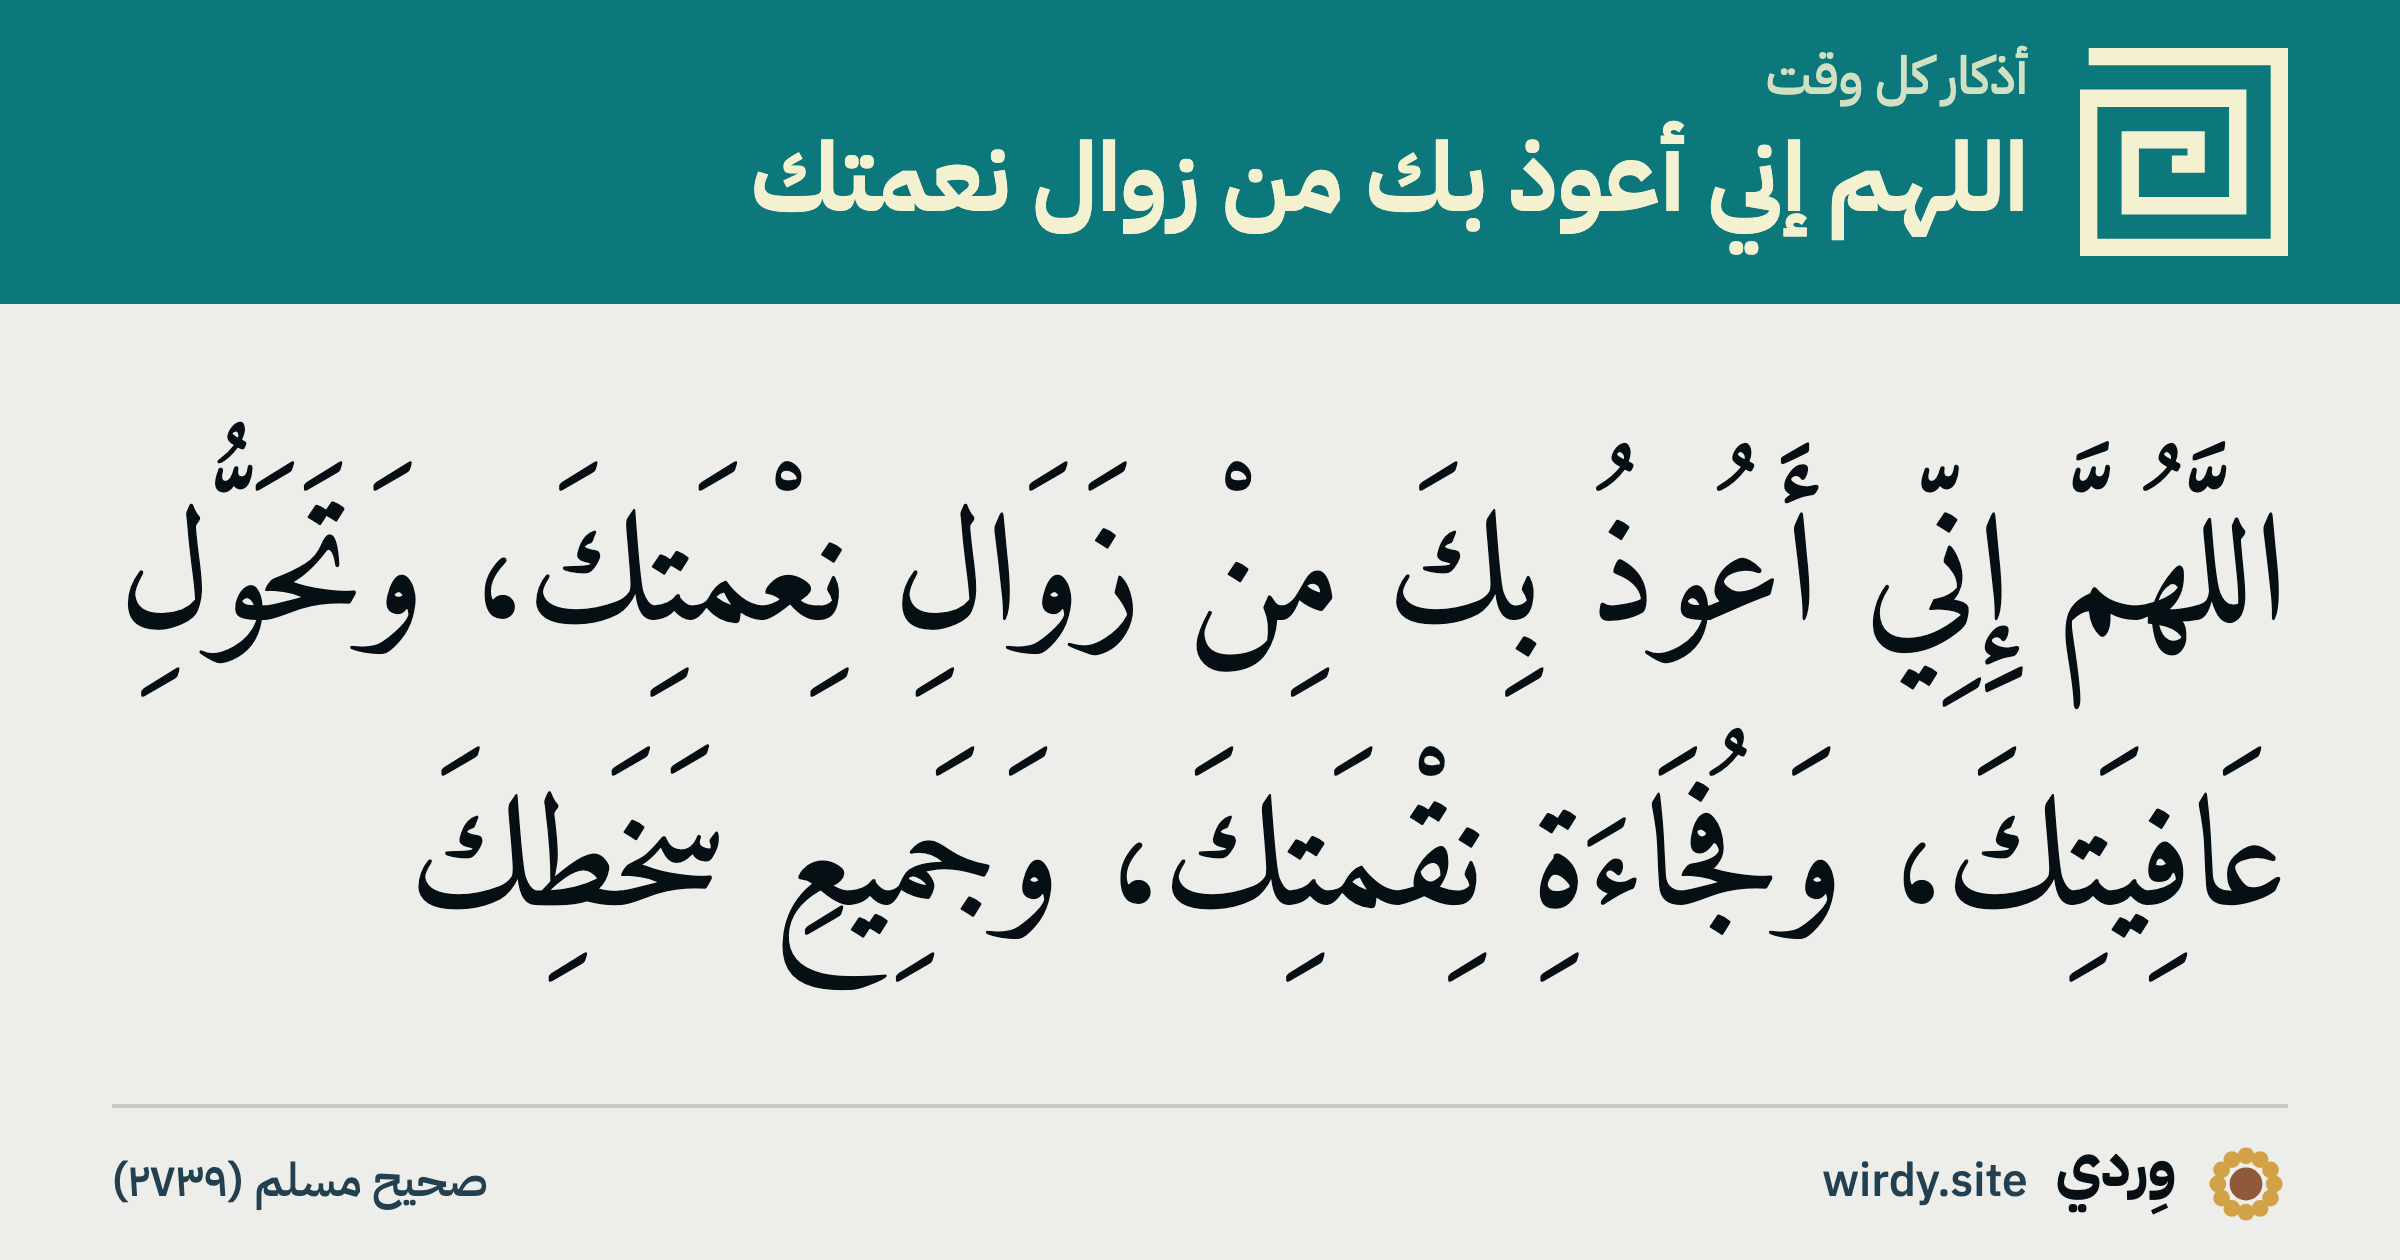 أذكار كل وقت
اللهم إني أعوذ بك من زوال نعمتك
اللَّهُمَّ إِنِّي أَعُوذُ بِكَ مِنْ زَوَالِ نِعْمَتِكَ، وَتَحَوُّلِ
عَافِيَتِكَ، وَفُجَاءَةِ نِقْمَتِكَ، وَجَمِيعِ سَخَطِكَ
وِردي wirdy.site
صحيح مسلم (٢٧٣٩)